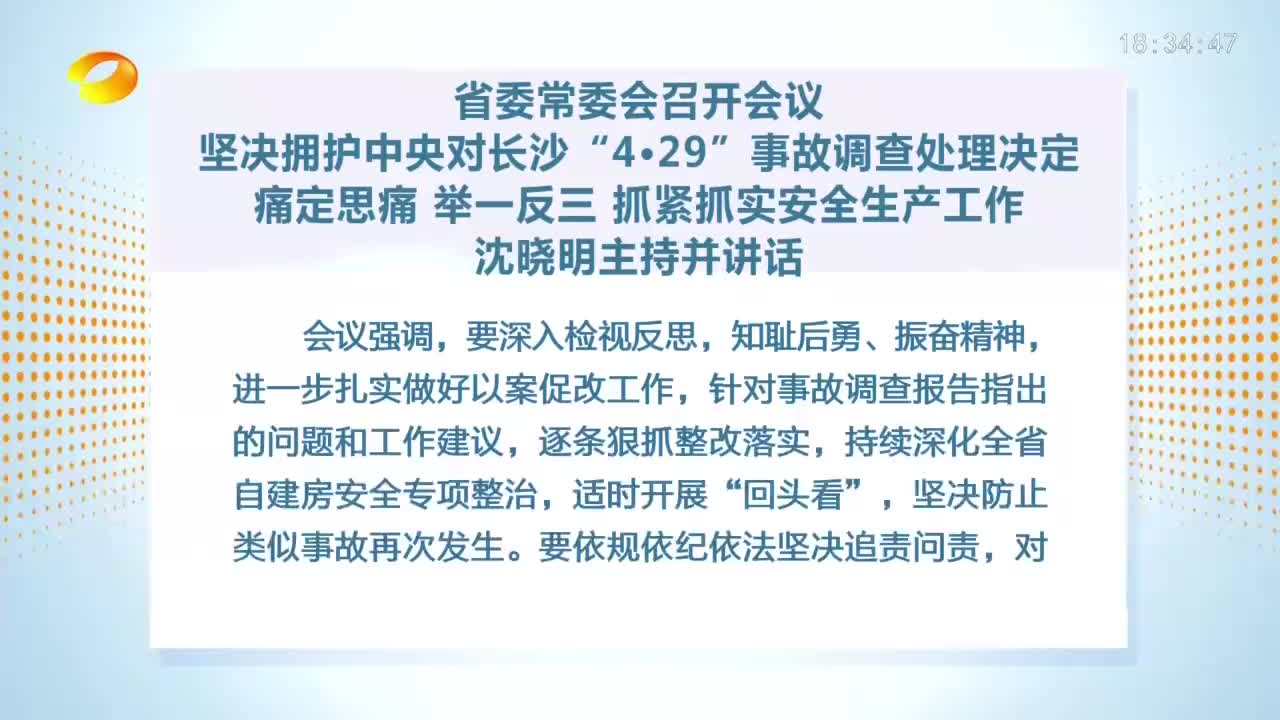 18:34:47
省委常委会召开会议
坚决拥护中央对长沙“4•29”事故调查处理决定
痛定思痛 举一反三 抓紧抓实安全生产工作
沈晓明主持并讲话
会议强调，要深入检视反思，知耻后勇、振奋精神，
进一步扎实做好以案促改工作，针对事故调查报告指出
的问题和工作建议，逐条狠抓整改落实，持续深化全省
自建房安全专项整治，适时开展“回头看”，坚决防止
类似事故再次发生。要依规依纪依法坚决追责问责，对